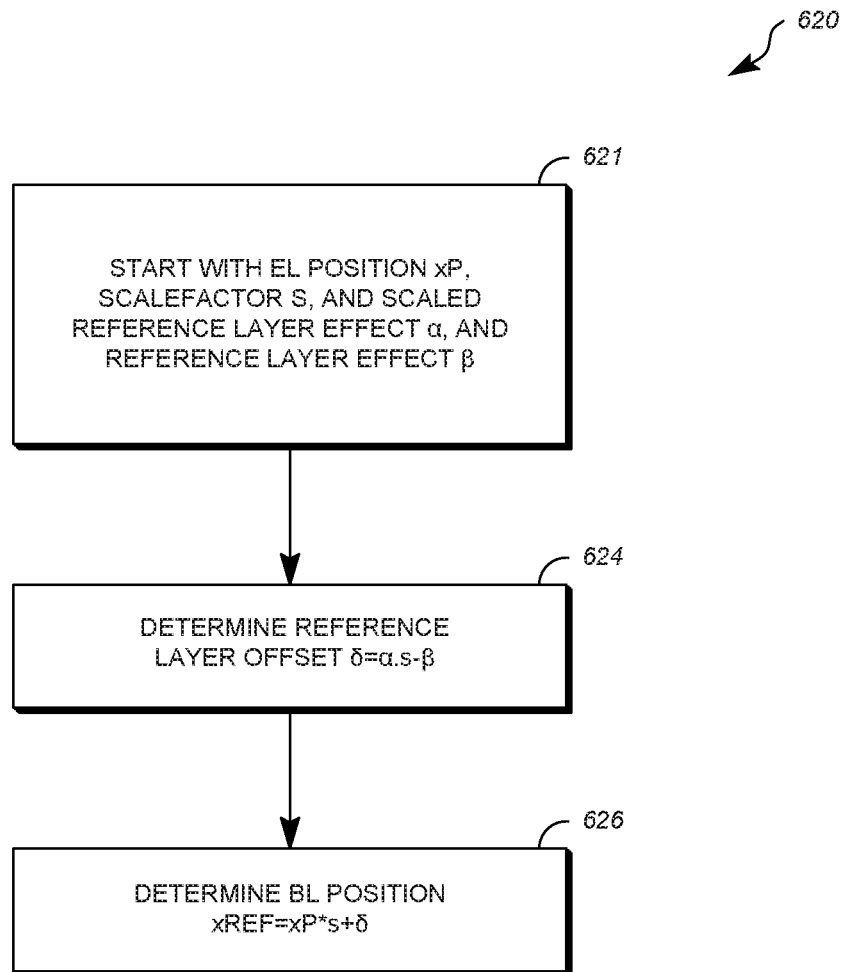 620
621
START WITH EL POSITION xP,
SCALEFACTOR S, AND SCALED
REFERENCE LAYER EFFECT α, AND
REFERENCE LAYER EFFECT β
624
DETERMINE REFERENCE
LAYER OFFSET δ=α.s-β
626
DETERMINE BL POSITION
xREF=xP*s+δ